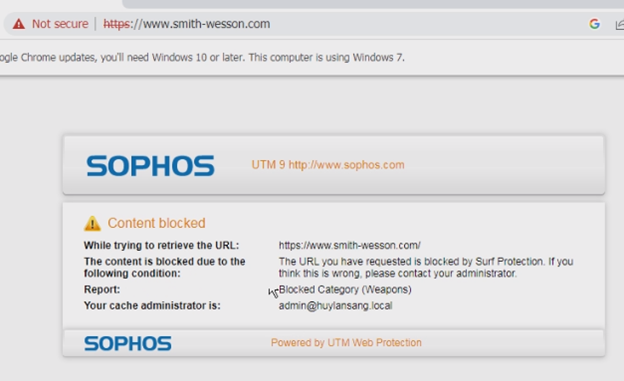 Not secure | https://www.smith-wesson.com
ogle Chrome updates, you'll need Windows 10 or later. This computer is using Windows 7.
SOPHOS UTM 9 http://www.sophos.com
Content blocked
While trying to retrieve the URL: https://www.smith-wesson.com/
The content is blocked due to the following condition: The URL you have requested is blocked by Surf Protection. If you think this is wrong, please contact your administrator.
Report: Blocked Category (Weapons)
Your cache administrator is: admin@huylansang.local
SOPHOS Powered by UTM Web Protection